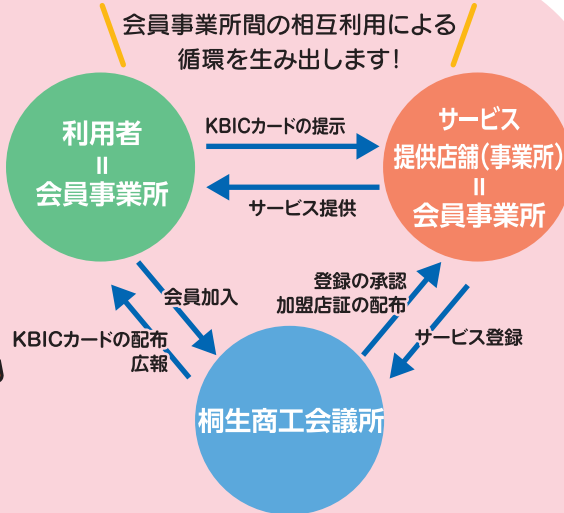 会員事業所間の相互利用による
循環を生み出します!
利用者
=
会員事業所
KBICカードの提示
サービス提供
サービス
提供店舗(事業所)
=
会員事業所
会員加入
KBICカードの配布
広報
登録の承認
加盟店証の配布
サービス登録
桐生商工会議所